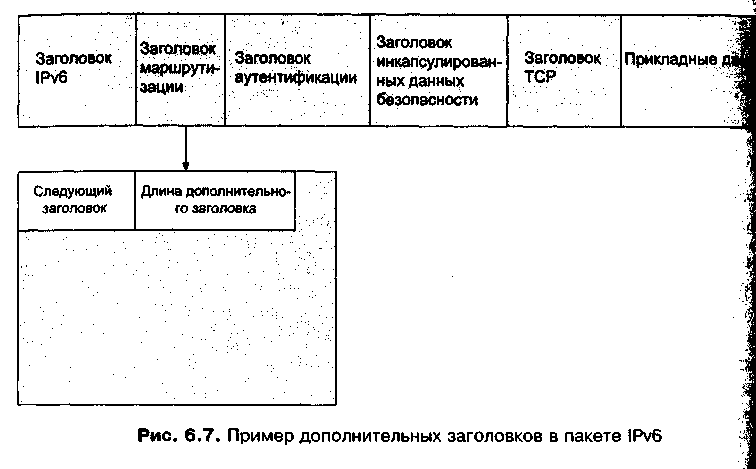 Заголовок
IPv6
Заголовок
маршрути-
зации
Заголовок
аутентификации
Заголовок
инкапсулирован-
ных данных
безопасности
Заголовок
TCP
Прикладные
Следующий
заголовок
Длина дополнительно-
го заголовка
Рис. 6.7. Пример дополнительных заголовков в пакете IPv6